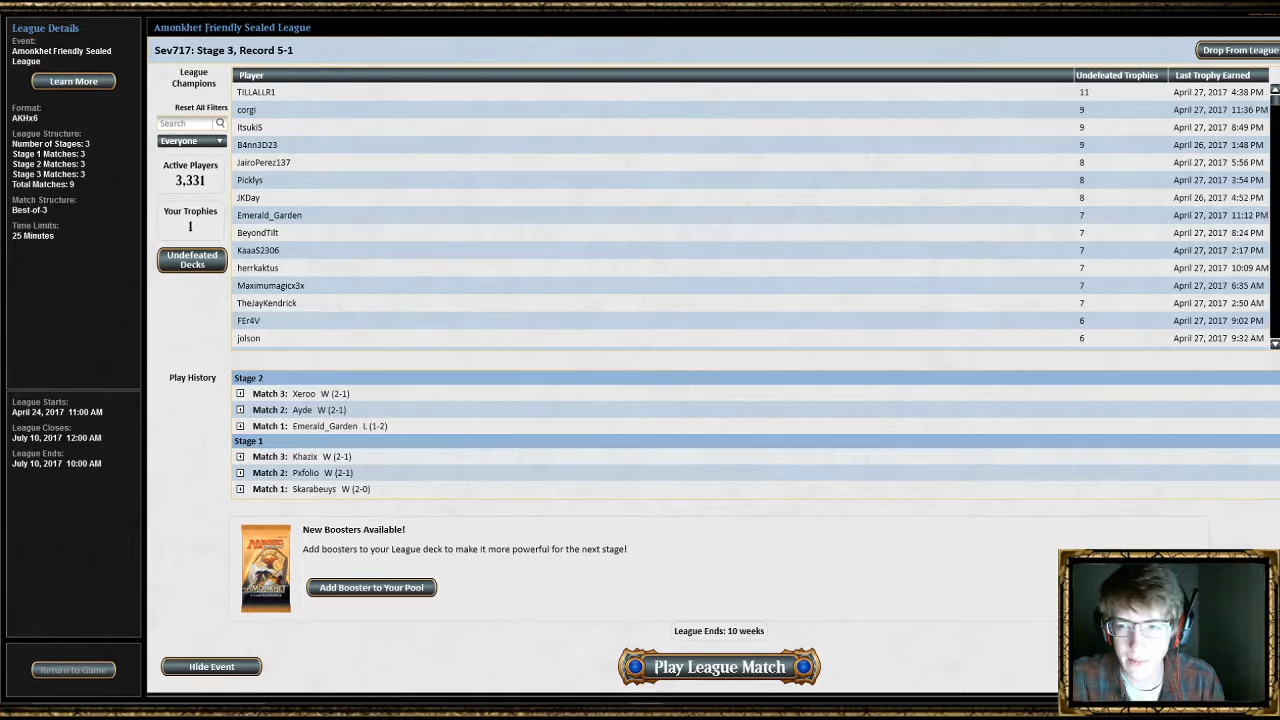 League Details
Event:
Amonkhet Friendly Sealed
League
Learn More
Format:
AKHx6
League Structure:
Number of Stages: 3
Stage 1 Matches: 3
Stage 2 Matches: 3
Stage 3 Matches: 3
Total Matches: 9
Match Structure:
Best-of-3
Time Limits:
25 Minutes
League Starts:
April 24, 2017 11:00 AM
League Closes:
July 10, 2017 12:00 AM
League Ends:
July 10, 2017 10:00 AM
Return to Game
Amonkhet Friendly Sealed League
Sev717: Stage 3, Record 5-1
Drop From League
League
Champions
Reset All Filters
Search
Everyone
Active Players
3,331
Your Trophies
1
Undefeated
Decks
Player Undefeated Trophies Last Trophy Earned
TILLALLR1 11 April 27, 2017 4:38 PM
corgi 9 April 27, 2017 11:36 PM
ItsukiS 9 April 27, 2017 8:49 PM
B4nn3D23 9 April 26, 2017 1:48 PM
JairoPerez137 8 April 27, 2017 5:56 PM
Picklys 8 April 27, 2017 3:54 PM
JKDay 8 April 26, 2017 4:52 PM
Emerald_Garden 7 April 27, 2017 11:12 PM
BeyondTilt 7 April 27, 2017 8:24 PM
KaaaS2306 7 April 27, 2017 2:17 PM
herrkaktus 7 April 27, 2017 10:09 AM
Maximumagicx3x 7 April 27, 2017 6:35 AM
TheJayKendrick 7 April 27, 2017 2:50 AM
FEr4V 6 April 27, 2017 9:02 PM
jolson 6 April 27, 2017 9:32 AM
Play History
Stage 2
Match 3: Xeroo W (2-1)
Match 2: Ayde W (2-1)
Match 1: Emerald_Garden L (1-2)
Stage 1
Match 3: Khazix W (2-1)
Match 2: Pxfolio W (2-1)
Match 1: Skarabeuys W (2-0)
AMONKHET
New Boosters Available!
Add boosters to your League deck to make it more powerful for the next stage!
Add Booster to Your Pool
League Ends: 10 weeks
Hide Event
Play League Match